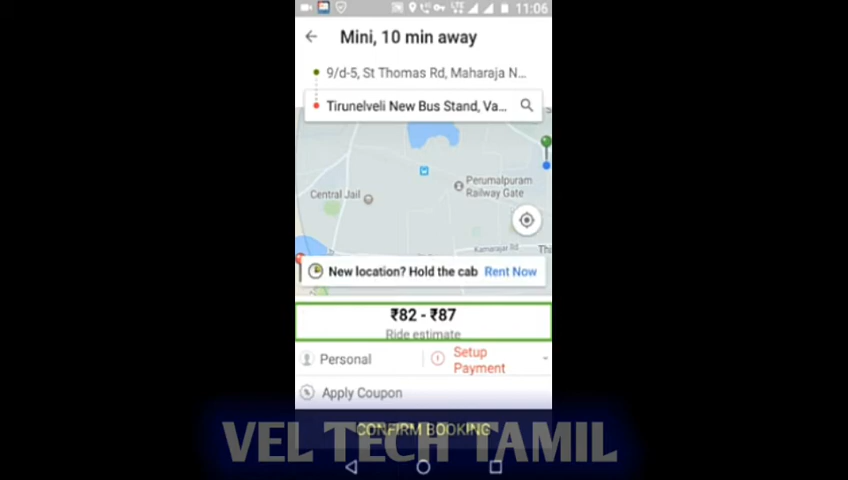 11:06
Mini, 10 min away
9/d-5, St Thomas Rd, Maharaja N...
Tirunelveli New Bus Stand, Va...
Perumalpuram
Railway Gate
Central Jail
Kamarajar Rd
Th
New location? Hold the cab Rent Now
₹82 - ₹87
Ride estimate
Personal
Setup
Payment
Apply Coupon
CONFIRM BOOKING
VEL TECH TAMIL